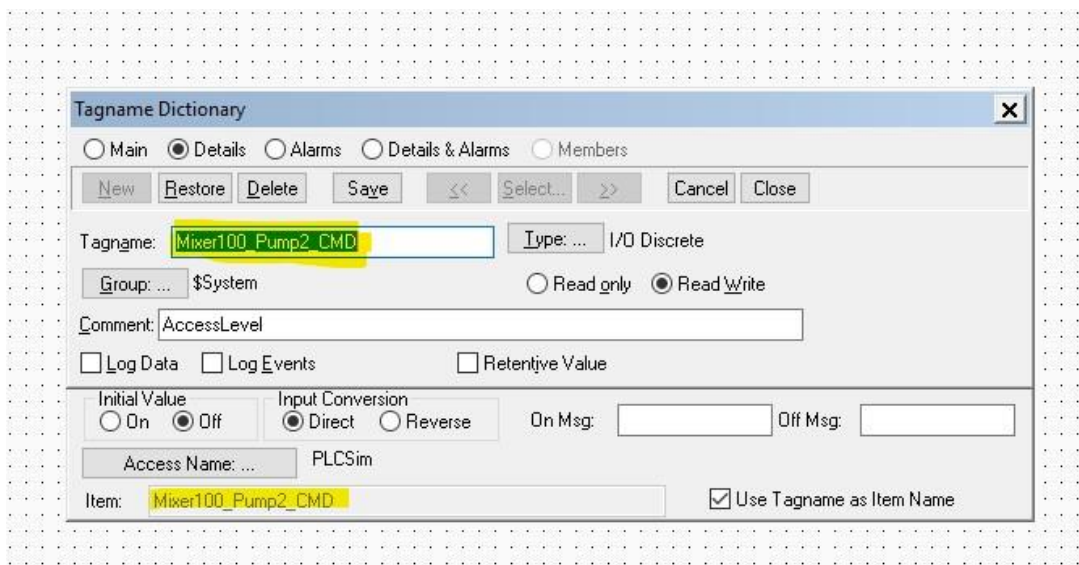 Tagname Dictionary
Main Details Alarms Details & Alarms Members
New Restore Delete Save << Select... >> Cancel Close
Tagname: Mixer100_Pump2_CMD Type: ... I/O Discrete
Group: ... $System Read only Read Write
Comment: AccessLevel
Log Data Log Events Retentive Value
Initial Value Input Conversion
On Off Direct Reverse On Msg: Off Msg:
Access Name: ... PLCSim
Item: Mixer100_Pump2_CMD Use Tagname as Item Name